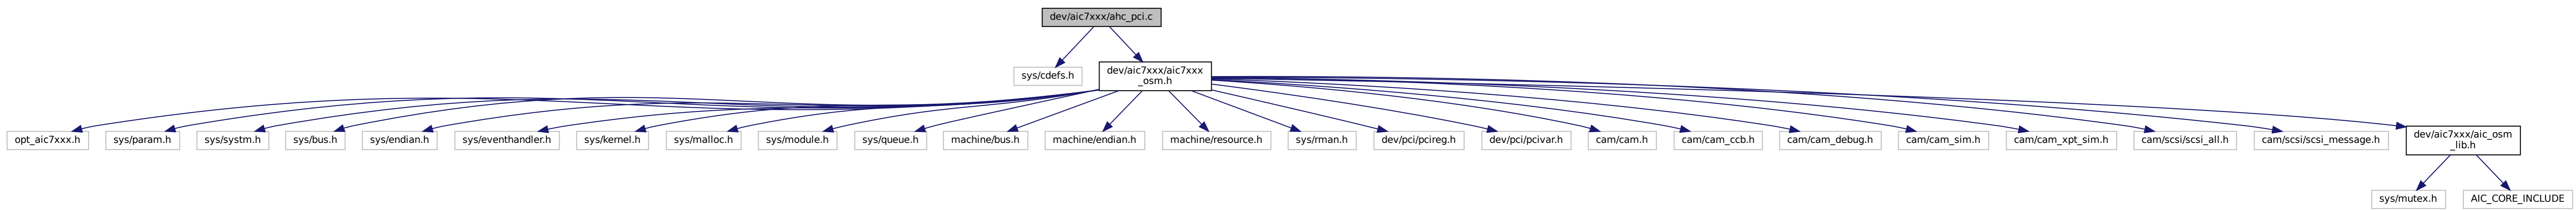 dev/aic7xxx/ahc_pci.c
sys/cdefs.h
dev/aic7xxx/aic7xxx
_osm.h
opt_aic7xxx.h
sys/param.h
sys/systm.h
sys/bus.h
sys/endian.h
sys/eventhandler.h
sys/kernel.h
sys/malloc.h
sys/module.h
sys/queue.h
machine/bus.h
machine/endian.h
machine/resource.h
sys/rman.h
dev/pci/pcireg.h
dev/pci/pcivar.h
cam/cam.h
cam/cam_ccb.h
cam/cam_debug.h
cam/cam_sim.h
cam/cam_xpt_sim.h
cam/scsi/scsi_all.h
cam/scsi/scsi_message.h
dev/aic7xxx/aic_osm
_lib.h
sys/mutex.h
AIC_CORE_INCLUDE